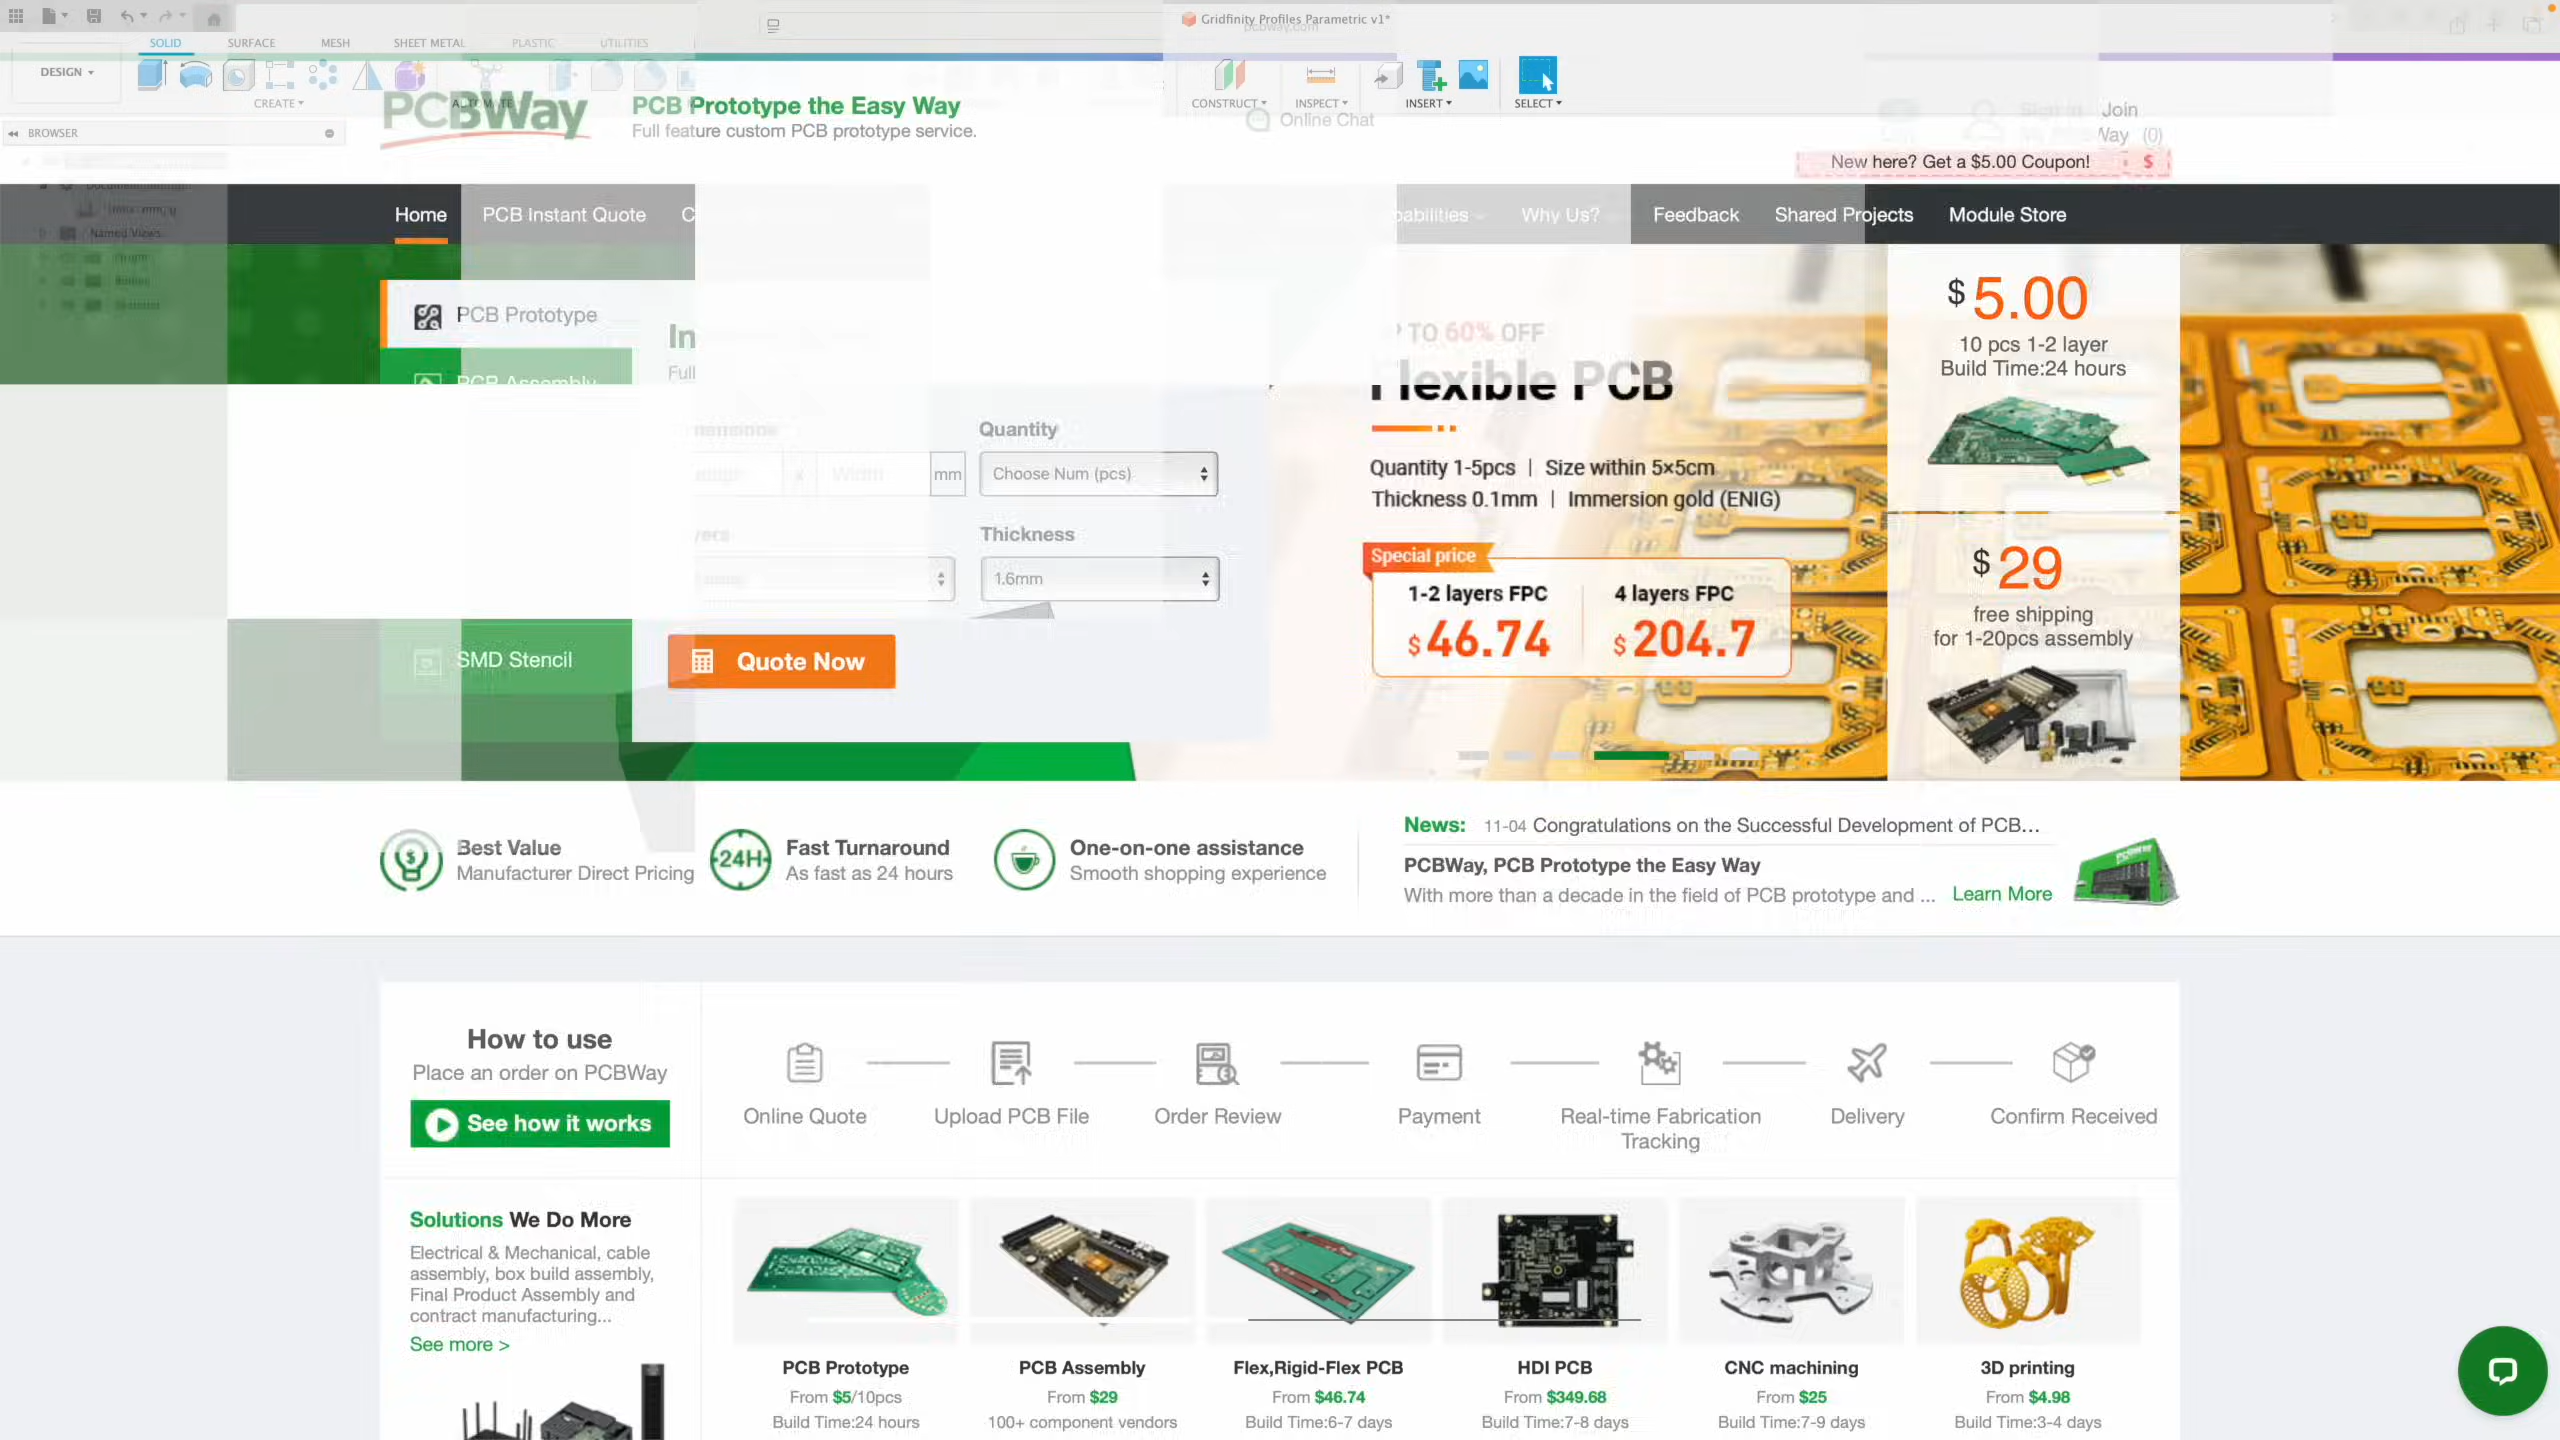 Gridfinity Profiles Parametric v1*
pcbway.com
SOLID
SURFACE
MESH
SHEET METAL
PLASTIC
UTILITIES
DESIGN
CREATE
AUTOMATE
CONSTRUCT
INSPECT
INSERT
SELECT
BROWSER
Named Views
PCBWay
PCB Prototype the Easy Way
Full feature custom PCB prototype service.
Online Chat
Join
(0)
New here? Get a $5.00 Coupon!
$
Home
PCB Instant Quote
Why Us?
Feedback
Shared Projects
Module Store
PCB Prototype
PCB Assembly
SMD Stencil
Quantity
Width
mm
Choose Num (pcs)
Thickness
1.6mm
Quote Now
TO 60% OFF
Flexible PCB
Quantity 1-5pcs | Size within 5×5cm
Thickness 0.1mm | Immersion gold (ENIG)
Special price
1-2 layers FPC
$46.74
4 layers FPC
$204.7
$5.00
10 pcs 1-2 layer
Build Time:24 hours
$29
free shipping
for 1-20pcs assembly
Best Value
Manufacturer Direct Pricing
24H
Fast Turnaround
As fast as 24 hours
One-on-one assistance
Smooth shopping experience
News: 11-04 Congratulations on the Successful Development of PCB...
PCBWay, PCB Prototype the Easy Way
With more than a decade in the field of PCB prototype and ... Learn More
How to use
Place an order on PCBWay
See how it works
Online Quote
Upload PCB File
Order Review
Payment
Real-time Fabrication
Tracking
Delivery
Confirm Received
Solutions We Do More
Electrical & Mechanical, cable
assembly, box build assembly,
Final Product Assembly and
contract manufacturing...
See more >
PCB Prototype
From $5/10pcs
Build Time:24 hours
PCB Assembly
From $29
100+ component vendors
Flex,Rigid-Flex PCB
From $46.74
Build Time:6-7 days
HDI PCB
From $349.68
Build Time:7-8 days
CNC machining
From $25
Build Time:7-9 days
3D printing
From $4.98
Build Time:3-4 days